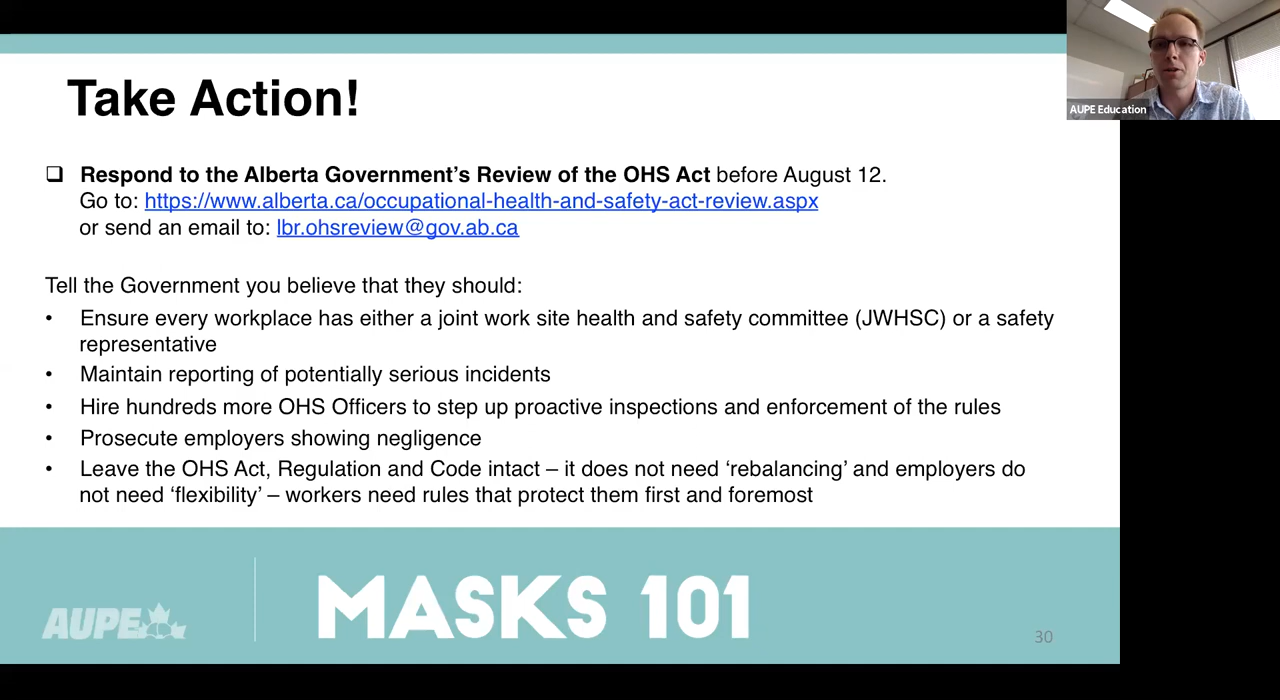 Take Action!
AUPE Education
❑ Respond to the Alberta Government’s Review of the OHS Act before August 12.
Go to: https://www.alberta.ca/occupational-health-and-safety-act-review.aspx
or send an email to: lbr.ohsreview@gov.ab.ca
Tell the Government you believe that they should:
• Ensure every workplace has either a joint work site health and safety committee (JWHSC) or a safety
representative
• Maintain reporting of potentially serious incidents
• Hire hundreds more OHS Officers to step up proactive inspections and enforcement of the rules
• Prosecute employers showing negligence
• Leave the OHS Act, Regulation and Code intact – it does not need ‘rebalancing’ and employers do
not need ‘flexibility’ – workers need rules that protect them first and foremost
AUPE
MASKS 101
30